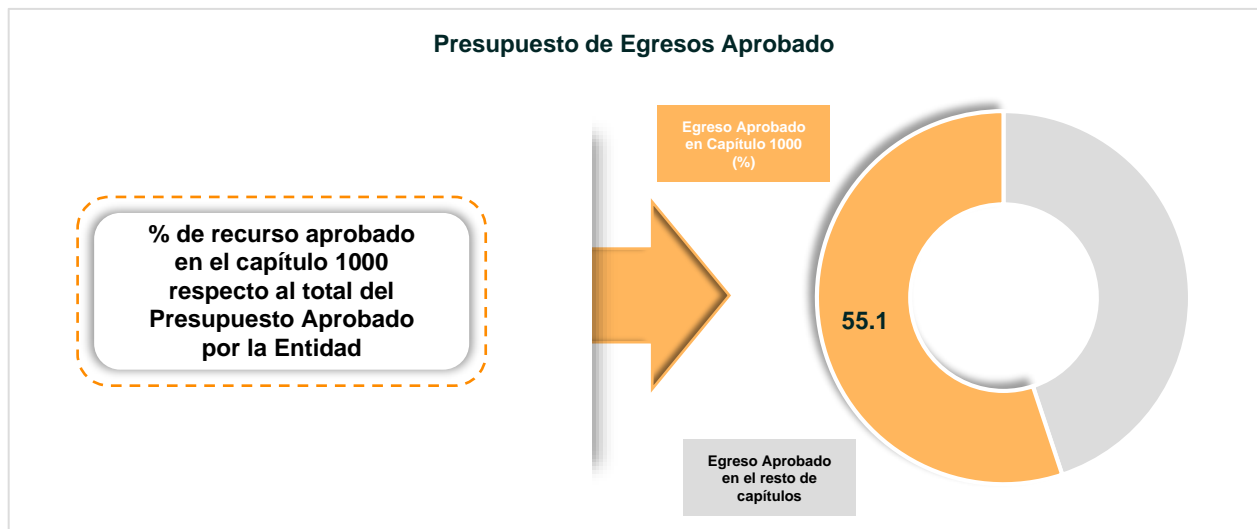 Presupuesto de Egresos Aprobado
Egreso Aprobado
en Capítulo 1000
(%)
% de recurso aprobado
en el capítulo 1000
respecto al total del
Presupuesto Aprobado
por la Entidad
55.1
Egreso Aprobado
en el resto de
capítulos